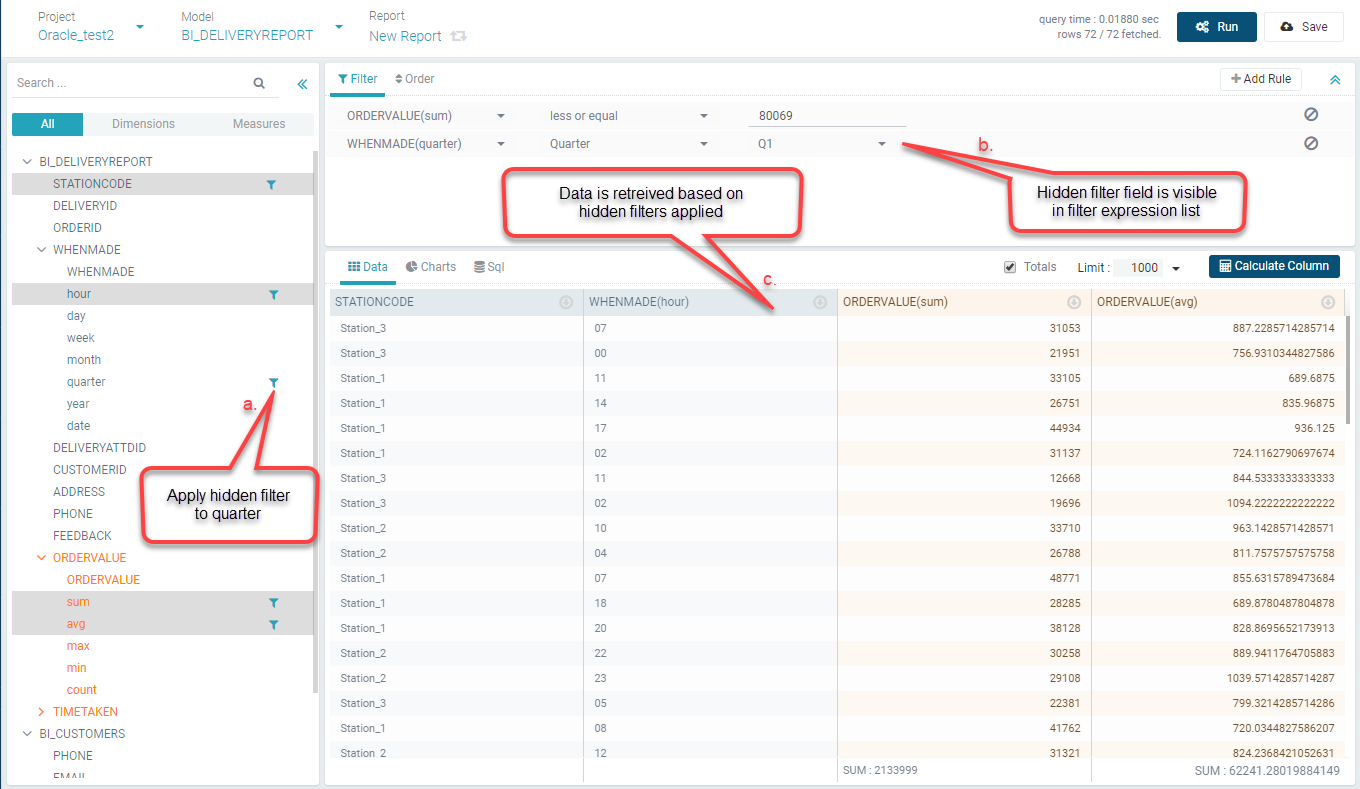 Project
Oracle_test2
Model
BI_DELIVERYREPORT
Report
New Report
query time : 0.01880 sec
rows 72 / 72 fetched.
Run
Save
Search ...
All
Dimensions
Measures
BI_DELIVERYREPORT
STATIONCODE
DELIVERYID
ORDERID
WHENMADE
WHENMADE
hour
day
week
month
quarter
year
date
DELIVERYATTDID
CUSTOMERID
ADDRESS
PHONE
FEEDBACK
ORDERVALUE
ORDERVALUE
sum
avg
max
min
count
TIMETAKEN
BI_CUSTOMERS
PHONE
EMAIL
a.
Apply hidden filter
to quarter
Filter
Order
Add Rule
ORDERVALUE(sum) less or equal 80069
WHENMADE(quarter) Quarter Q1
b.
Hidden filter field is visible
in filter expression list
Data is retreived based on
hidden filters applied
c.
Data
Charts
Sql
Totals
Limit : 1000
Calculate Column
STATIONCODE WHENMADE(hour) ORDERVALUE(sum) ORDERVALUE(avg)
Station_3 07 31053 887.2285714285714
Station_3 00 21951 756.9310344827586
Station_1 11 33105 689.6875
Station_1 14 26751 835.96875
Station_1 17 44934 936.125
Station_1 02 31137 724.1162790697674
Station_3 11 12668 844.5333333333333
Station_3 02 19696 1094.2222222222222
Station_2 10 33710 963.1428571428571
Station_2 04 26788 811.7575757575758
Station_1 07 48771 855.6315789473684
Station_1 18 28285 689.8780487804878
Station_1 20 38128 828.8695652173913
Station_2 22 30258 889.9411764705883
Station_2 23 29108 1039.5714285714287
Station_3 05 22381 799.3214285714286
Station_1 08 41762 720.0344827586207
Station_2 12 31321 824.2368421052631
SUM : 2133999 SUM : 62241.28019884149